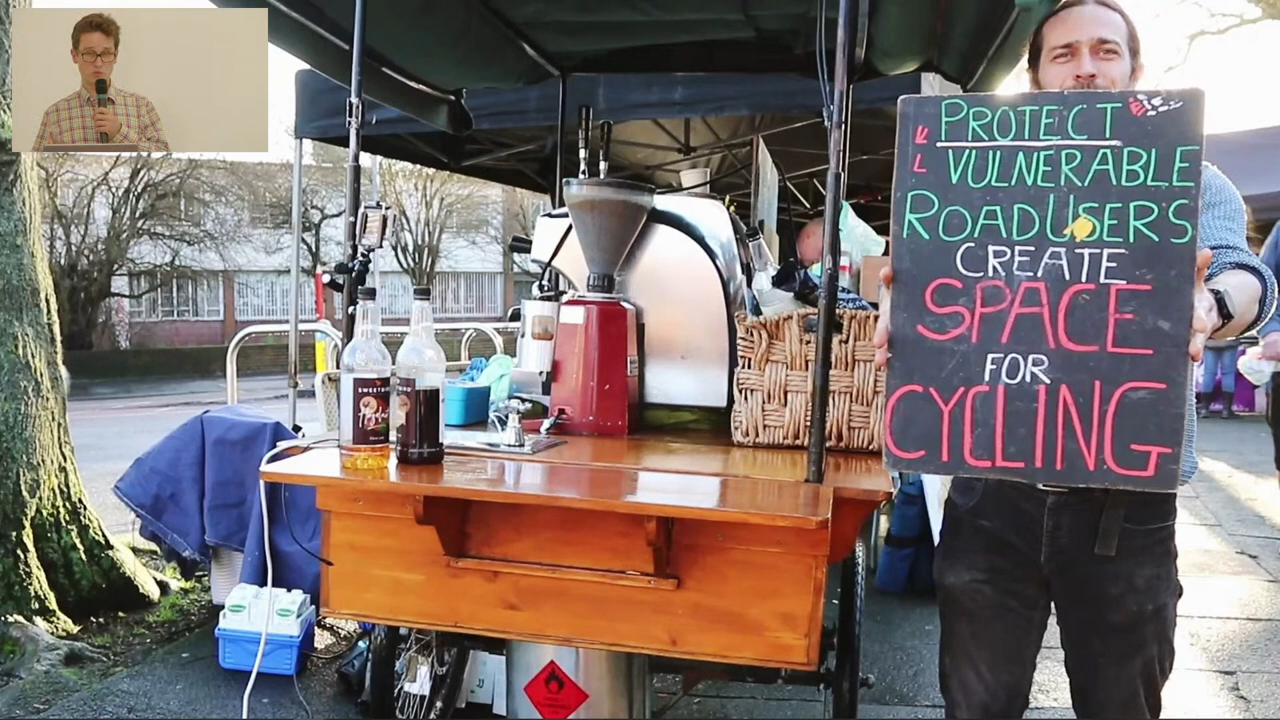 PROTECT
VULNERABLE
ROADUSERS
CREATE
SPACE
FOR
CYCLING